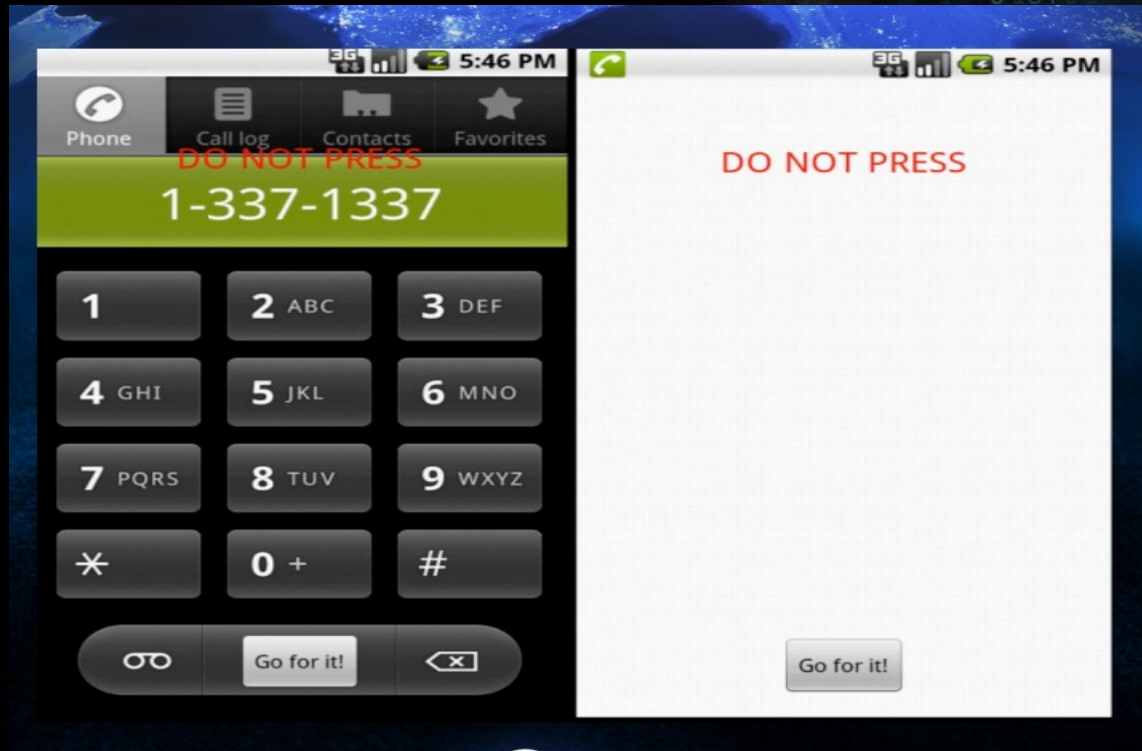 3G 5:46 PM
Phone Call log Contacts Favorites
DO NOT PRESS
1-337-1337
1 2 ABC 3 DEF
4 GHI 5 JKL 6 MNO
7 PQRS 8 TUV 9 WXYZ
* 0 + #
Go for it!
3G 5:46 PM
DO NOT PRESS
Go for it!